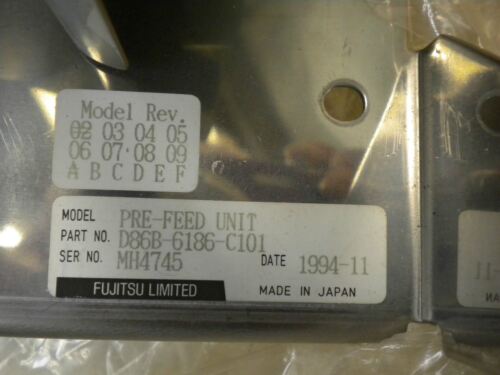 Model Rev.
02 03 04 05
06 07 08 09
A B C D E F
MODEL PRE-FEED UNIT
PART NO. D86B-6186-C101
SER NO. MH4745 DATE 1994-11
FUJITSU LIMITED MADE IN JAPAN